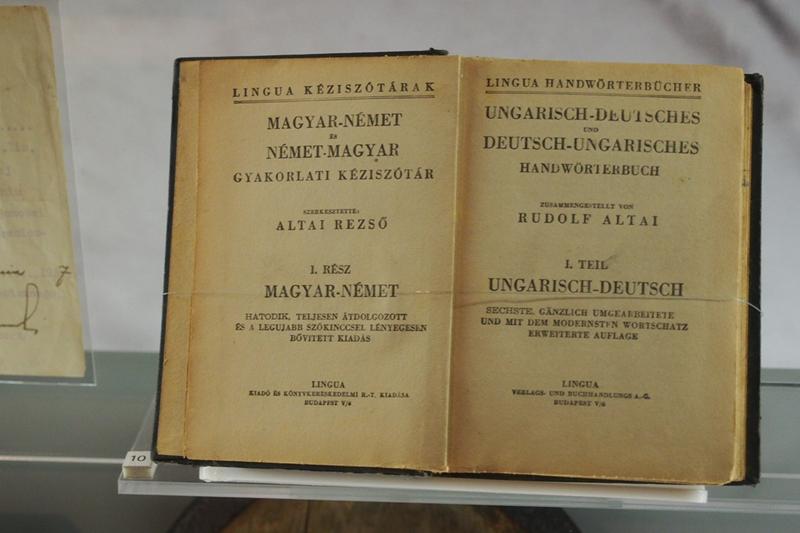 LINGUA KÉZISZÓTÁRAK
MAGYAR-NÉMET
ÉS
NÉMET-MAGYAR
GYAKORLATI KÉZISZÓTÁR
SZERKESZTETTE:
ALTAI REZSŐ
I. RÉSZ
MAGYAR-NÉMET
HATODIK, TELJESEN ÁTDOLGOZOTT
ÉS A LEGUJABB SZÓKINCCSEL LÉNYEGESEN
BŐVITETT KIADÁS
LINGUA
KIADÓ ÉS KÖNYVKERESKEDELMI R.-T. KIADÁSA
BUDAPEST V/6
LINGUA HANDWÖRTERBÜCHER
UNGARISCH-DEUTSCHES
UND
DEUTSCH-UNGARISCHES
HANDWÖRTERBUCH
ZUSAMMENGESTELLT VON
RUDOLF ALTAI
I. TEIL
UNGARISCH-DEUTSCH
SECHSTE, GÄNZLICH UMGEARBEITETE
UND MIT DEM MODERNSTEN WORTSCHATZ
ERWEITERTE AUFLAGE
LINGUA
VERLAGS- UND BUCHHANDLUNGS A.-G.
BUDAPEST V/6
10